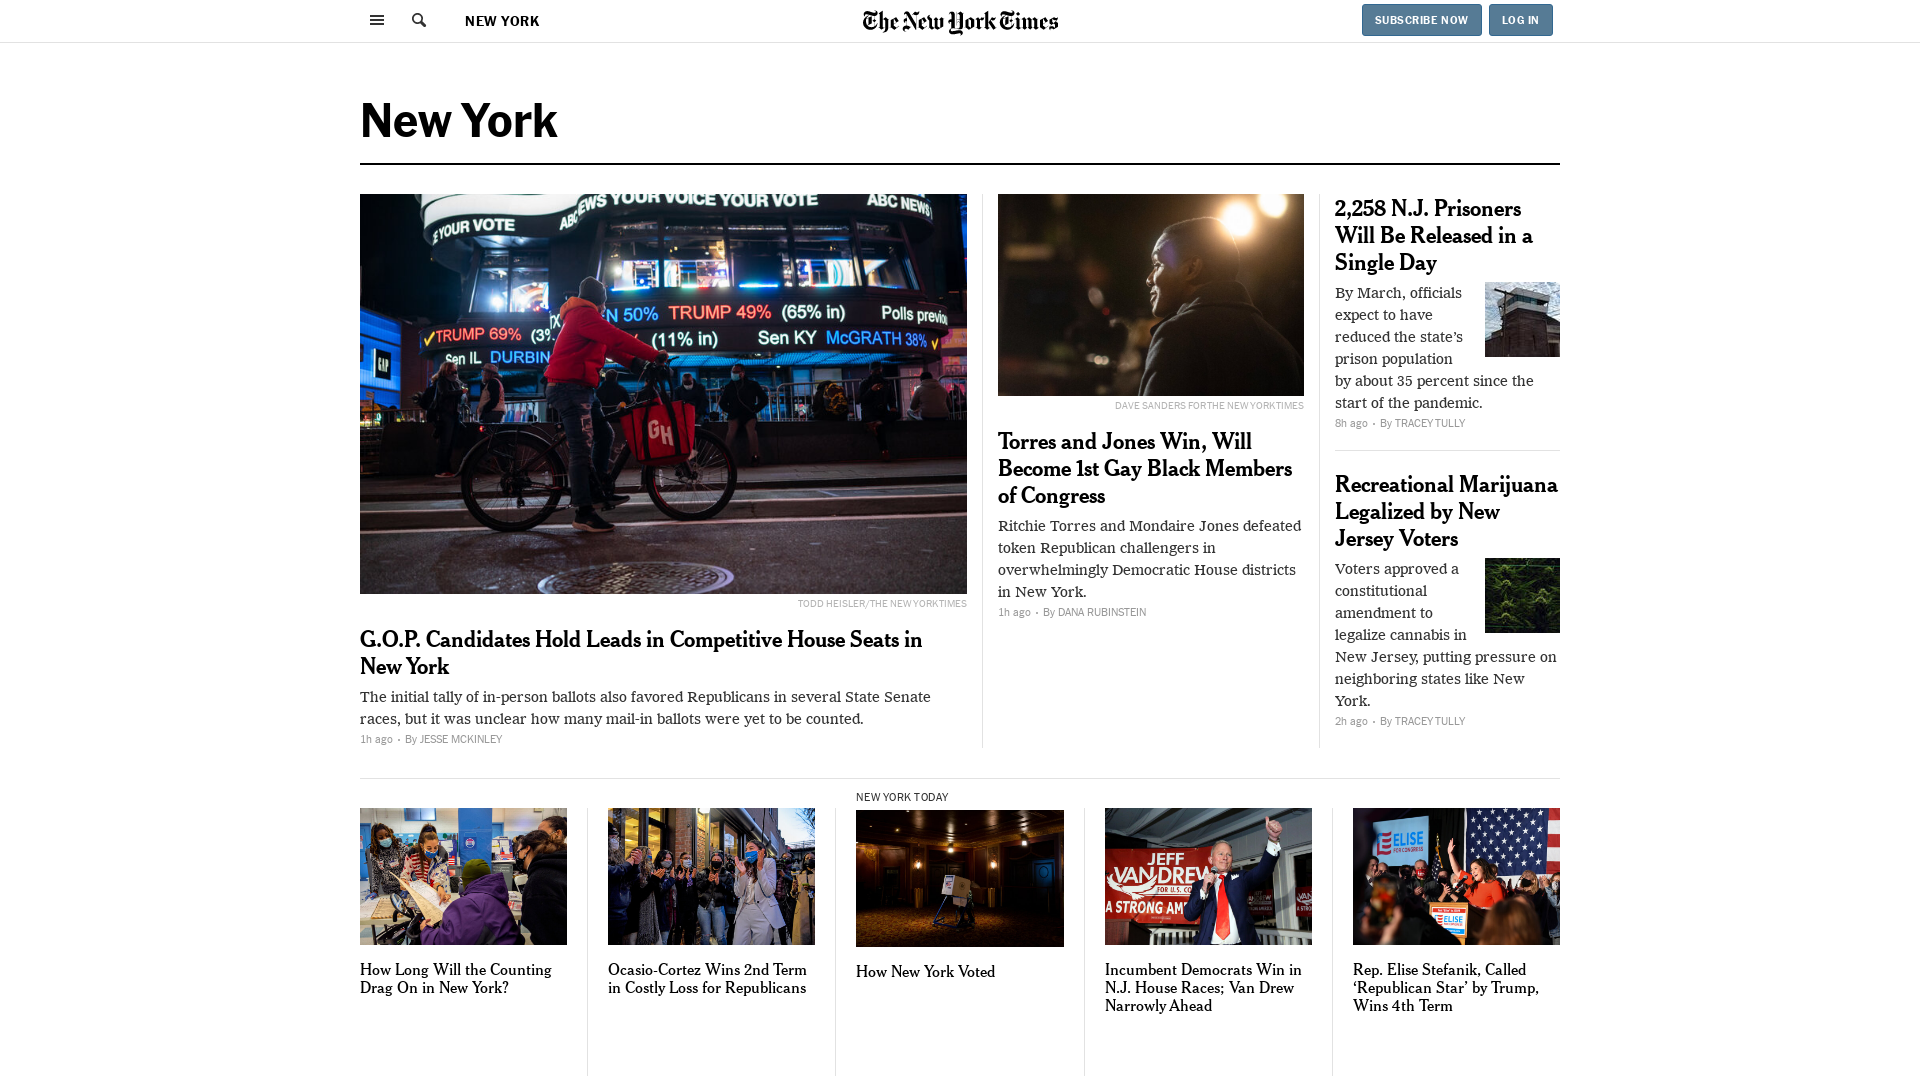 NEW YORK
The New York Times
SUBSCRIBE NOW
LOG IN
New York
EWS YOUR VOICE YOUR VOTE
ABC NEWS
E YOUR VOTE
ABC
N 50% TRUMP 49% (65% in) Polls previou
TRUMP 69% (3%
(11% in) Sen KY McGRATH 38%
Sen IL DURBIN
GAP
GH
TODD HEISLER/THE NEW YORK TIMES
G.O.P. Candidates Hold Leads in Competitive House Seats in
New York
The initial tally of in-person ballots also favored Republicans in several State Senate
races, but it was unclear how many mail-in ballots were yet to be counted.
1h ago • By JESSE MCKINLEY
DAVE SANDERS FOR THE NEW YORK TIMES
Torres and Jones Win, Will
Become 1st Gay Black Members
of Congress
Ritchie Torres and Mondaire Jones defeated
token Republican challengers in
overwhelmingly Democratic House districts
in New York.
1h ago • By DANA RUBINSTEIN
2,258 N.J. Prisoners
Will Be Released in a
Single Day
By March, officials
expect to have
reduced the state’s
prison population
by about 35 percent since the
start of the pandemic.
8h ago • By TRACEY TULLY
Recreational Marijuana
Legalized by New
Jersey Voters
Voters approved a
constitutional
amendment to
legalize cannabis in
New Jersey, putting pressure on
neighboring states like New
York.
2h ago • By TRACEY TULLY
How Long Will the Counting
Drag On in New York?
Ocasio-Cortez Wins 2nd Term
in Costly Loss for Republicans
NEW YORK TODAY
How New York Voted
JEFF
VAN DREW
FOR U.S. CO
A STRONG AME
Incumbent Democrats Win in
N.J. House Races; Van Drew
Narrowly Ahead
ELISE
FOR CONGRESS
ELISE
Rep. Elise Stefanik, Called
‘Republican Star’ by Trump,
Wins 4th Term